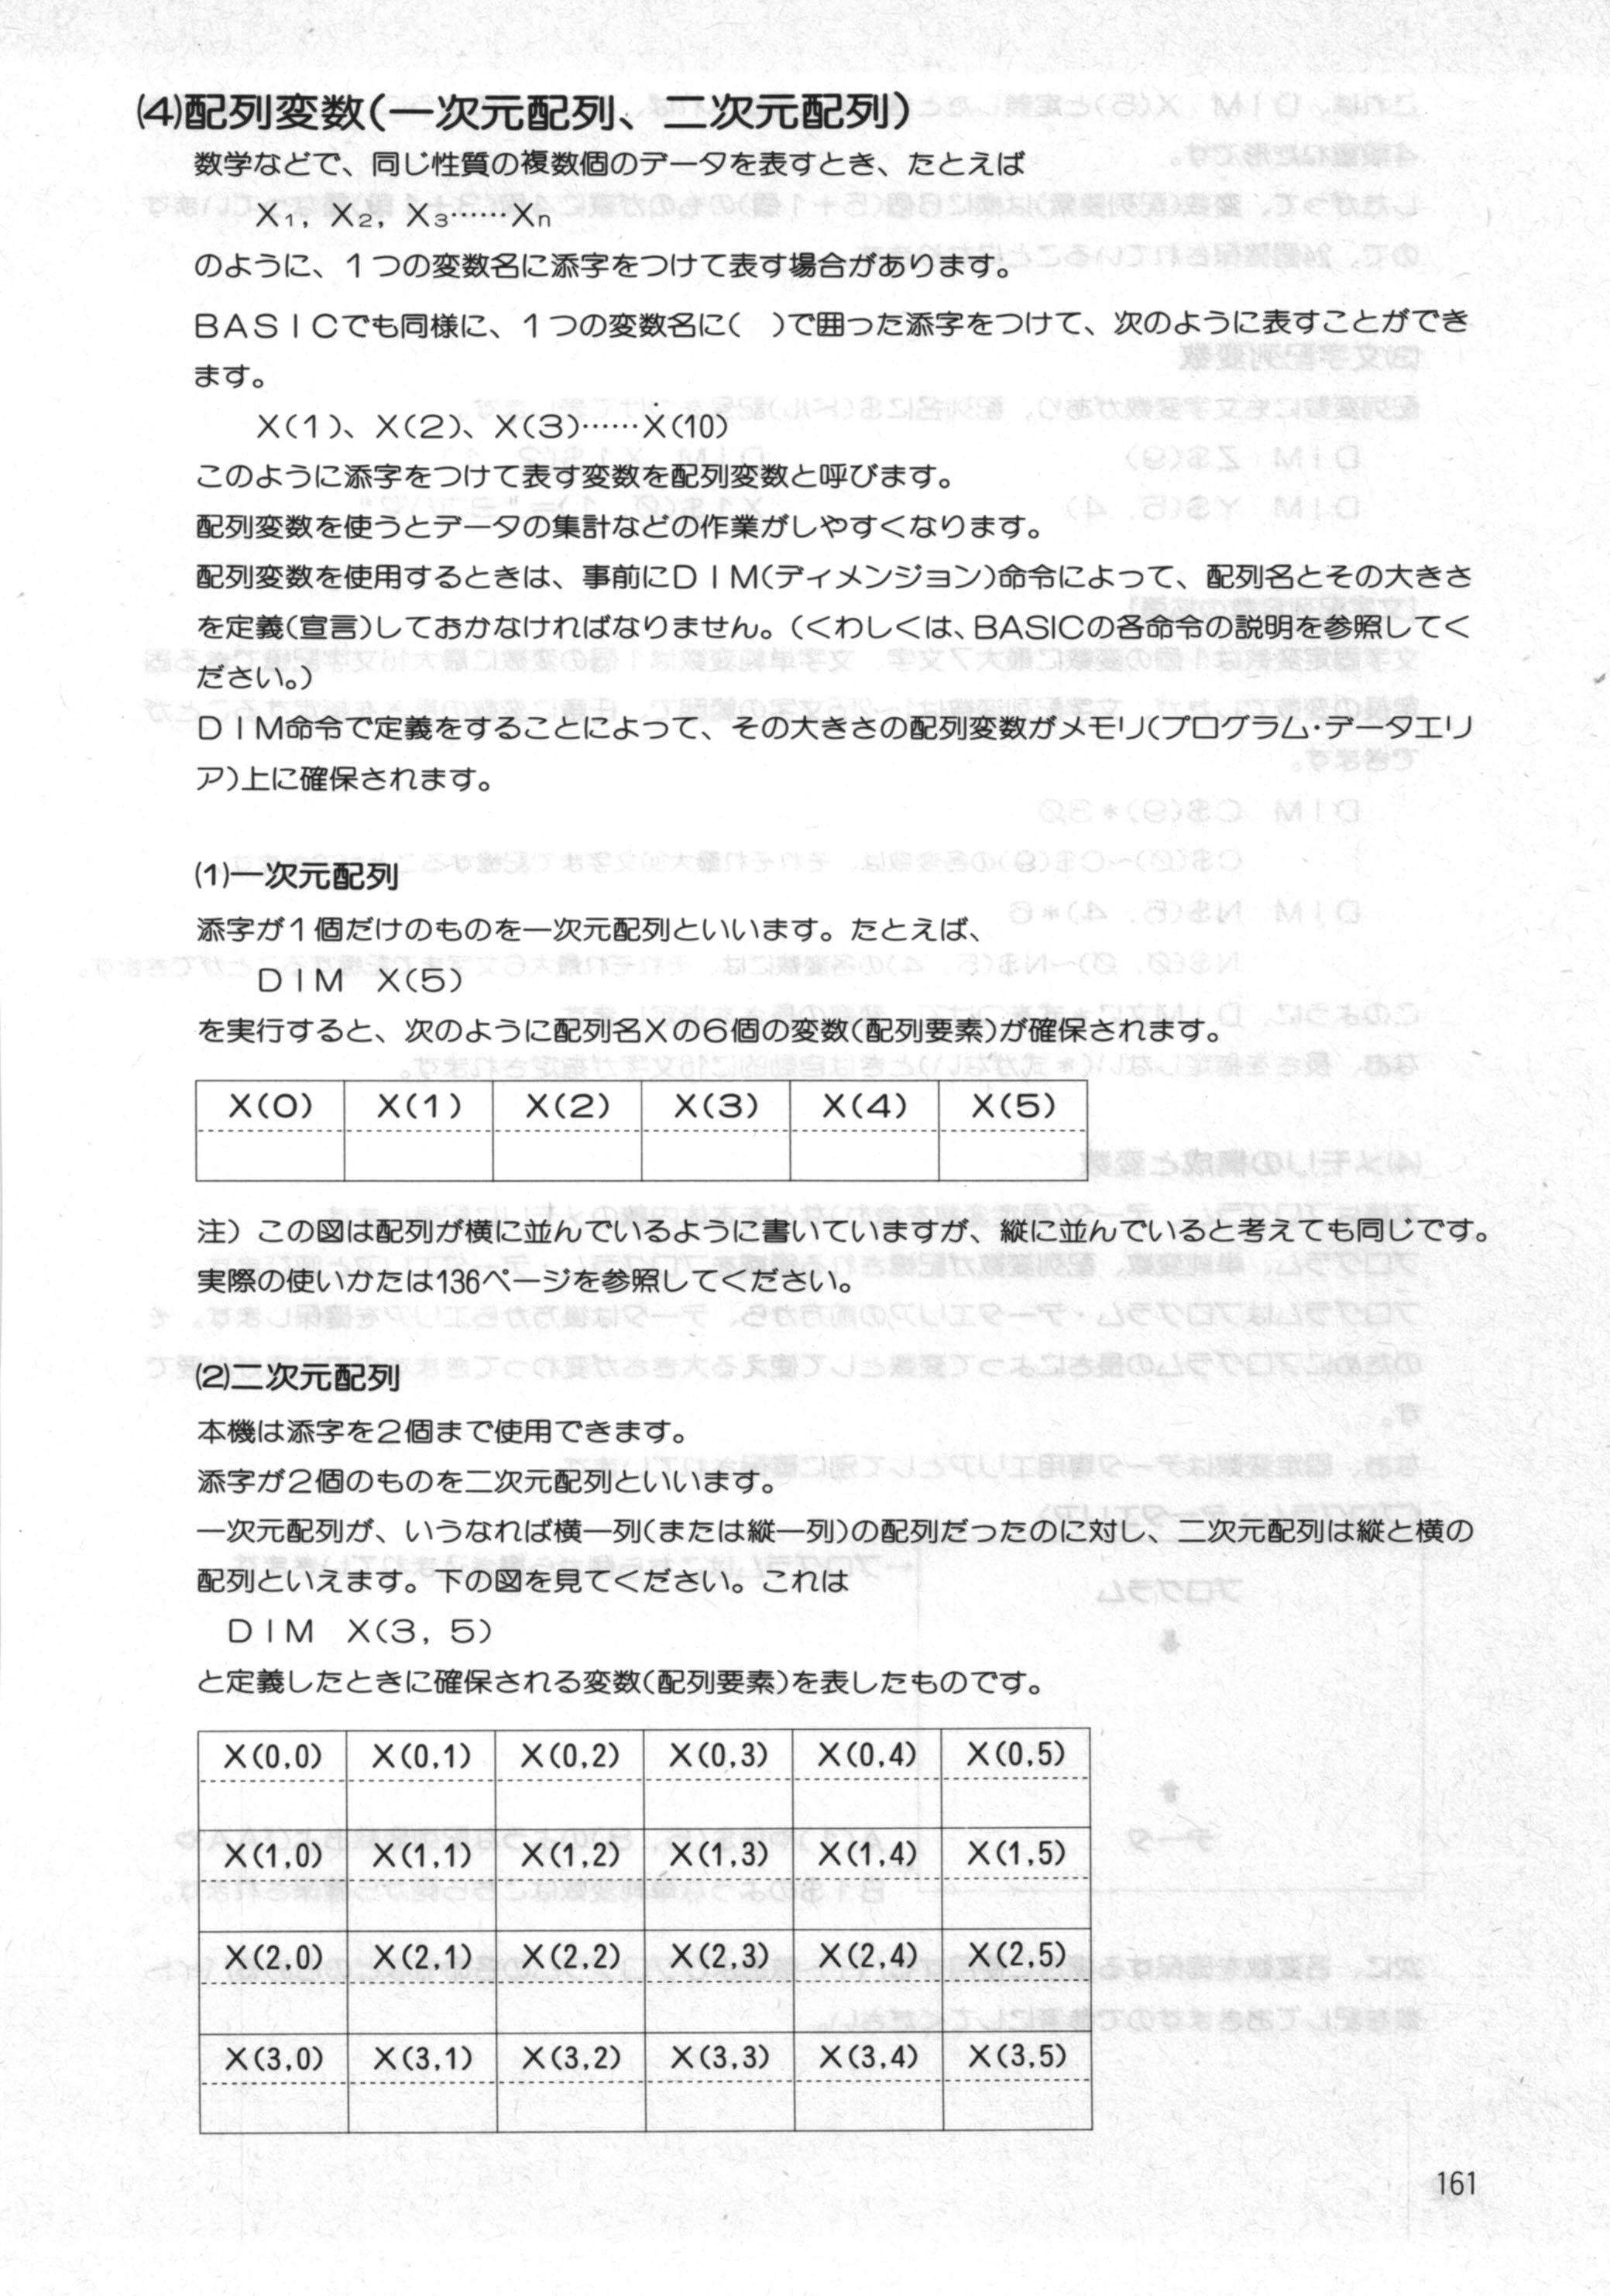 (4)配列変数(一次元配列、二次元配列)
数学などで、同じ性質の複数個のデータを表すとき、たとえば
X₁, X₂, X₃……Xₙ
のように、1つの変数名に添字をつけて表す場合があります。
BASICでも同様に、1つの変数名に( )で囲った添字をつけて、次のように表すことができ
ます。
X(1)、X(2)、X(3)……X(10)
このように添字をつけて表す変数を配列変数と呼びます。
配列変数を使うとデータの集計などの作業がしやすくなります。
配列変数を使用するときは、事前にDIM(ディメンジョン)命令によって、配列名とその大きさ
を定義(宣言)しておかなければなりません。(くわしくは、BASICの各命令の説明を参照してく
ださい。)
DIM命令で定義をすることによって、その大きさの配列変数がメモリ(プログラム・データエリ
ア)上に確保されます。
(1)一次元配列
添字が1個だけのものを一次元配列といいます。たとえば、
DIM X(5)
を実行すると、次のように配列名Xの6個の変数(配列要素)が確保されます。
X(0) X(1) X(2) X(3) X(4) X(5)
注）この図は配列が横に並んでいるように書いていますが、縦に並んでいると考えても同じです。
実際の使いかたは136ページを参照してください。
(2)二次元配列
本機は添字を2個まで使用できます。
添字が2個のものを二次元配列といいます。
一次元配列が、いうなれば横一列(または縦一列)の配列だったのに対し、二次元配列は縦と横の
配列といえます。下の図を見てください。これは
DIM X(3, 5)
と定義したときに確保される変数(配列要素)を表したものです。
X(0,0) X(0,1) X(0,2) X(0,3) X(0,4) X(0,5)
X(1,0) X(1,1) X(1,2) X(1,3) X(1,4) X(1,5)
X(2,0) X(2,1) X(2,2) X(2,3) X(2,4) X(2,5)
X(3,0) X(3,1) X(3,2) X(3,3) X(3,4) X(3,5)
161